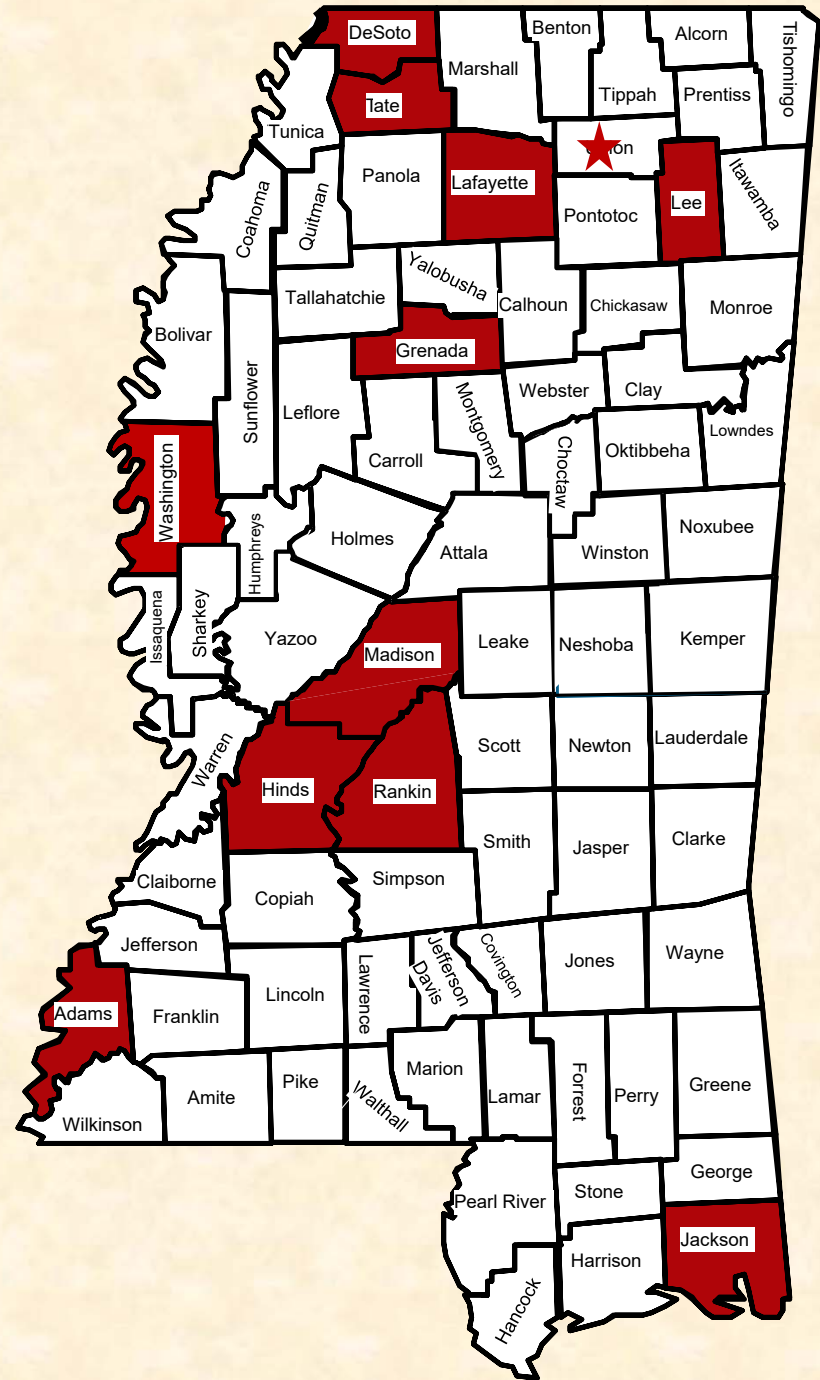 DeSoto
Benton
Alcorn
Tishomingo
Marshall
Tippah
Prentiss
Tate
Tunica
Panola
Lafayette
Pontotoc
Lee
Itawamba
Coahoma
Quitman
Tallahatchie
Yalobusha
Calhoun
Chickasaw
Monroe
Bolivar
Sunflower
Leflore
Grenada
Webster
Clay
Lowndes
Carroll
Montgomery
Choctaw
Oktibbeha
Washington
Humphreys
Holmes
Attala
Winston
Noxubee
Issaquena
Sharkey
Yazoo
Madison
Leake
Neshoba
Kemper
Warren
Hinds
Rankin
Scott
Newton
Lauderdale
Smith
Jasper
Clarke
Claiborne
Copiah
Simpson
Jefferson
Lawrence
Jefferson
Davis
Covington
Jones
Wayne
Adams
Franklin
Lincoln
Wilkinson
Amite
Pike
Walthall
Marion
Lamar
Forrest
Perry
Greene
Pearl River
Stone
George
Hancock
Harrison
Jackson